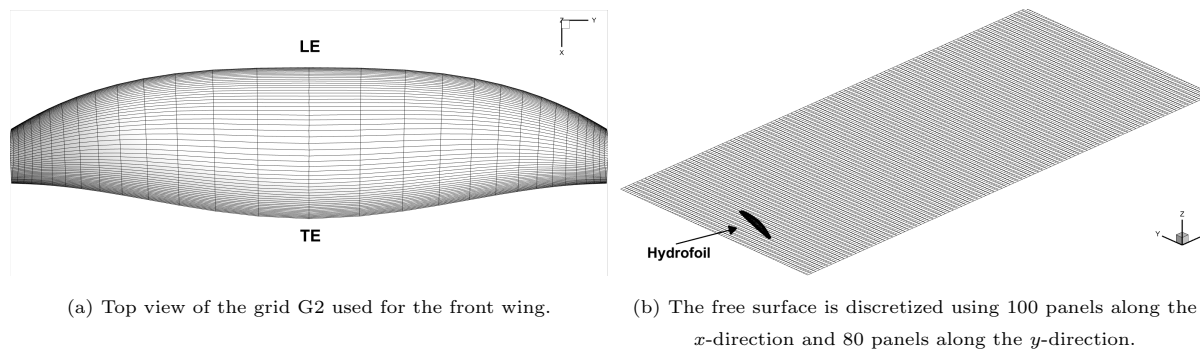 LE
Z
Y
X
TE
Hydrofoil
Z
Y
(a) Top view of the grid G2 used for the front wing.
(b) The free surface is discretized using 100 panels along the
x-direction and 80 panels along the y-direction.